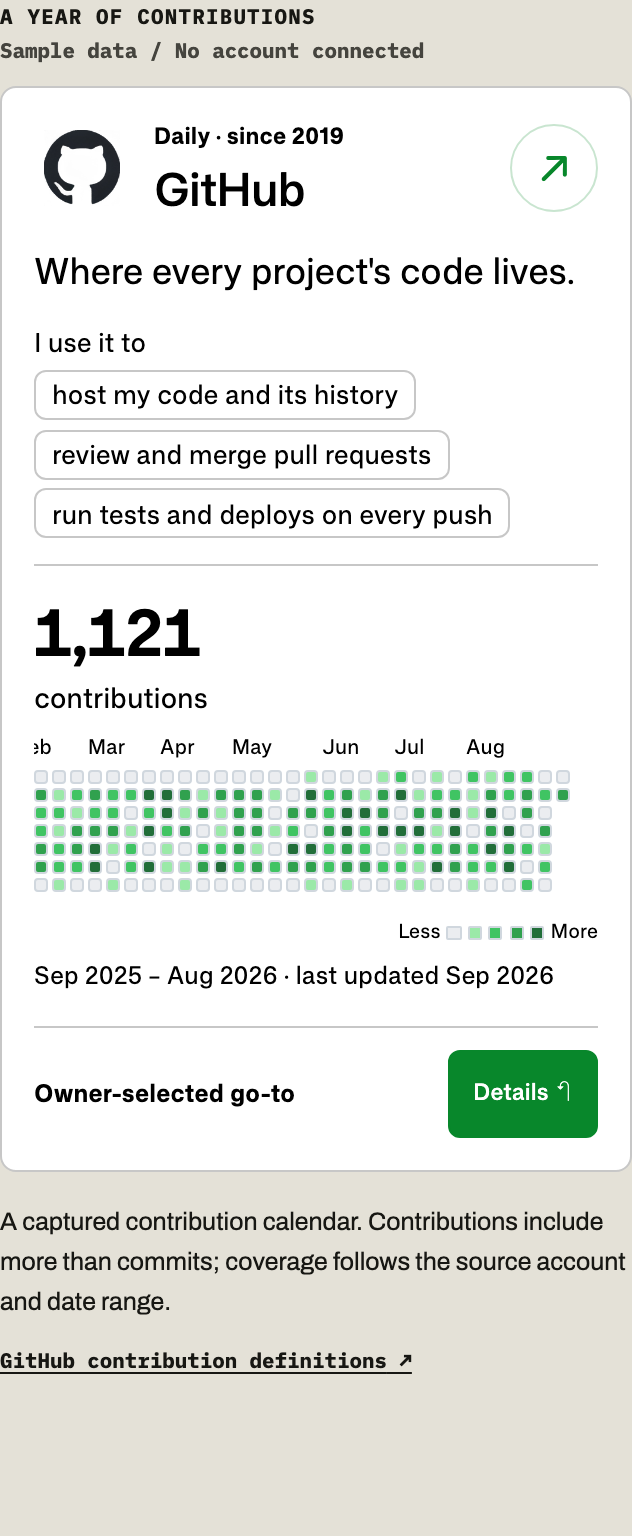 A YEAR OF CONTRIBUTIONS
Sample data / No account connected
Daily · since 2019
GitHub
Where every project's code lives.
I use it to
host my code and its history
review and merge pull requests
run tests and deploys on every push
1,121
contributions
eb Mar Apr May Jun Jul Aug
Less More
Sep 2025 – Aug 2026 · last updated Sep 2026
Owner-selected go-to
Details
A captured contribution calendar. Contributions include
more than commits; coverage follows the source account
and date range.
GitHub contribution definitions ↗